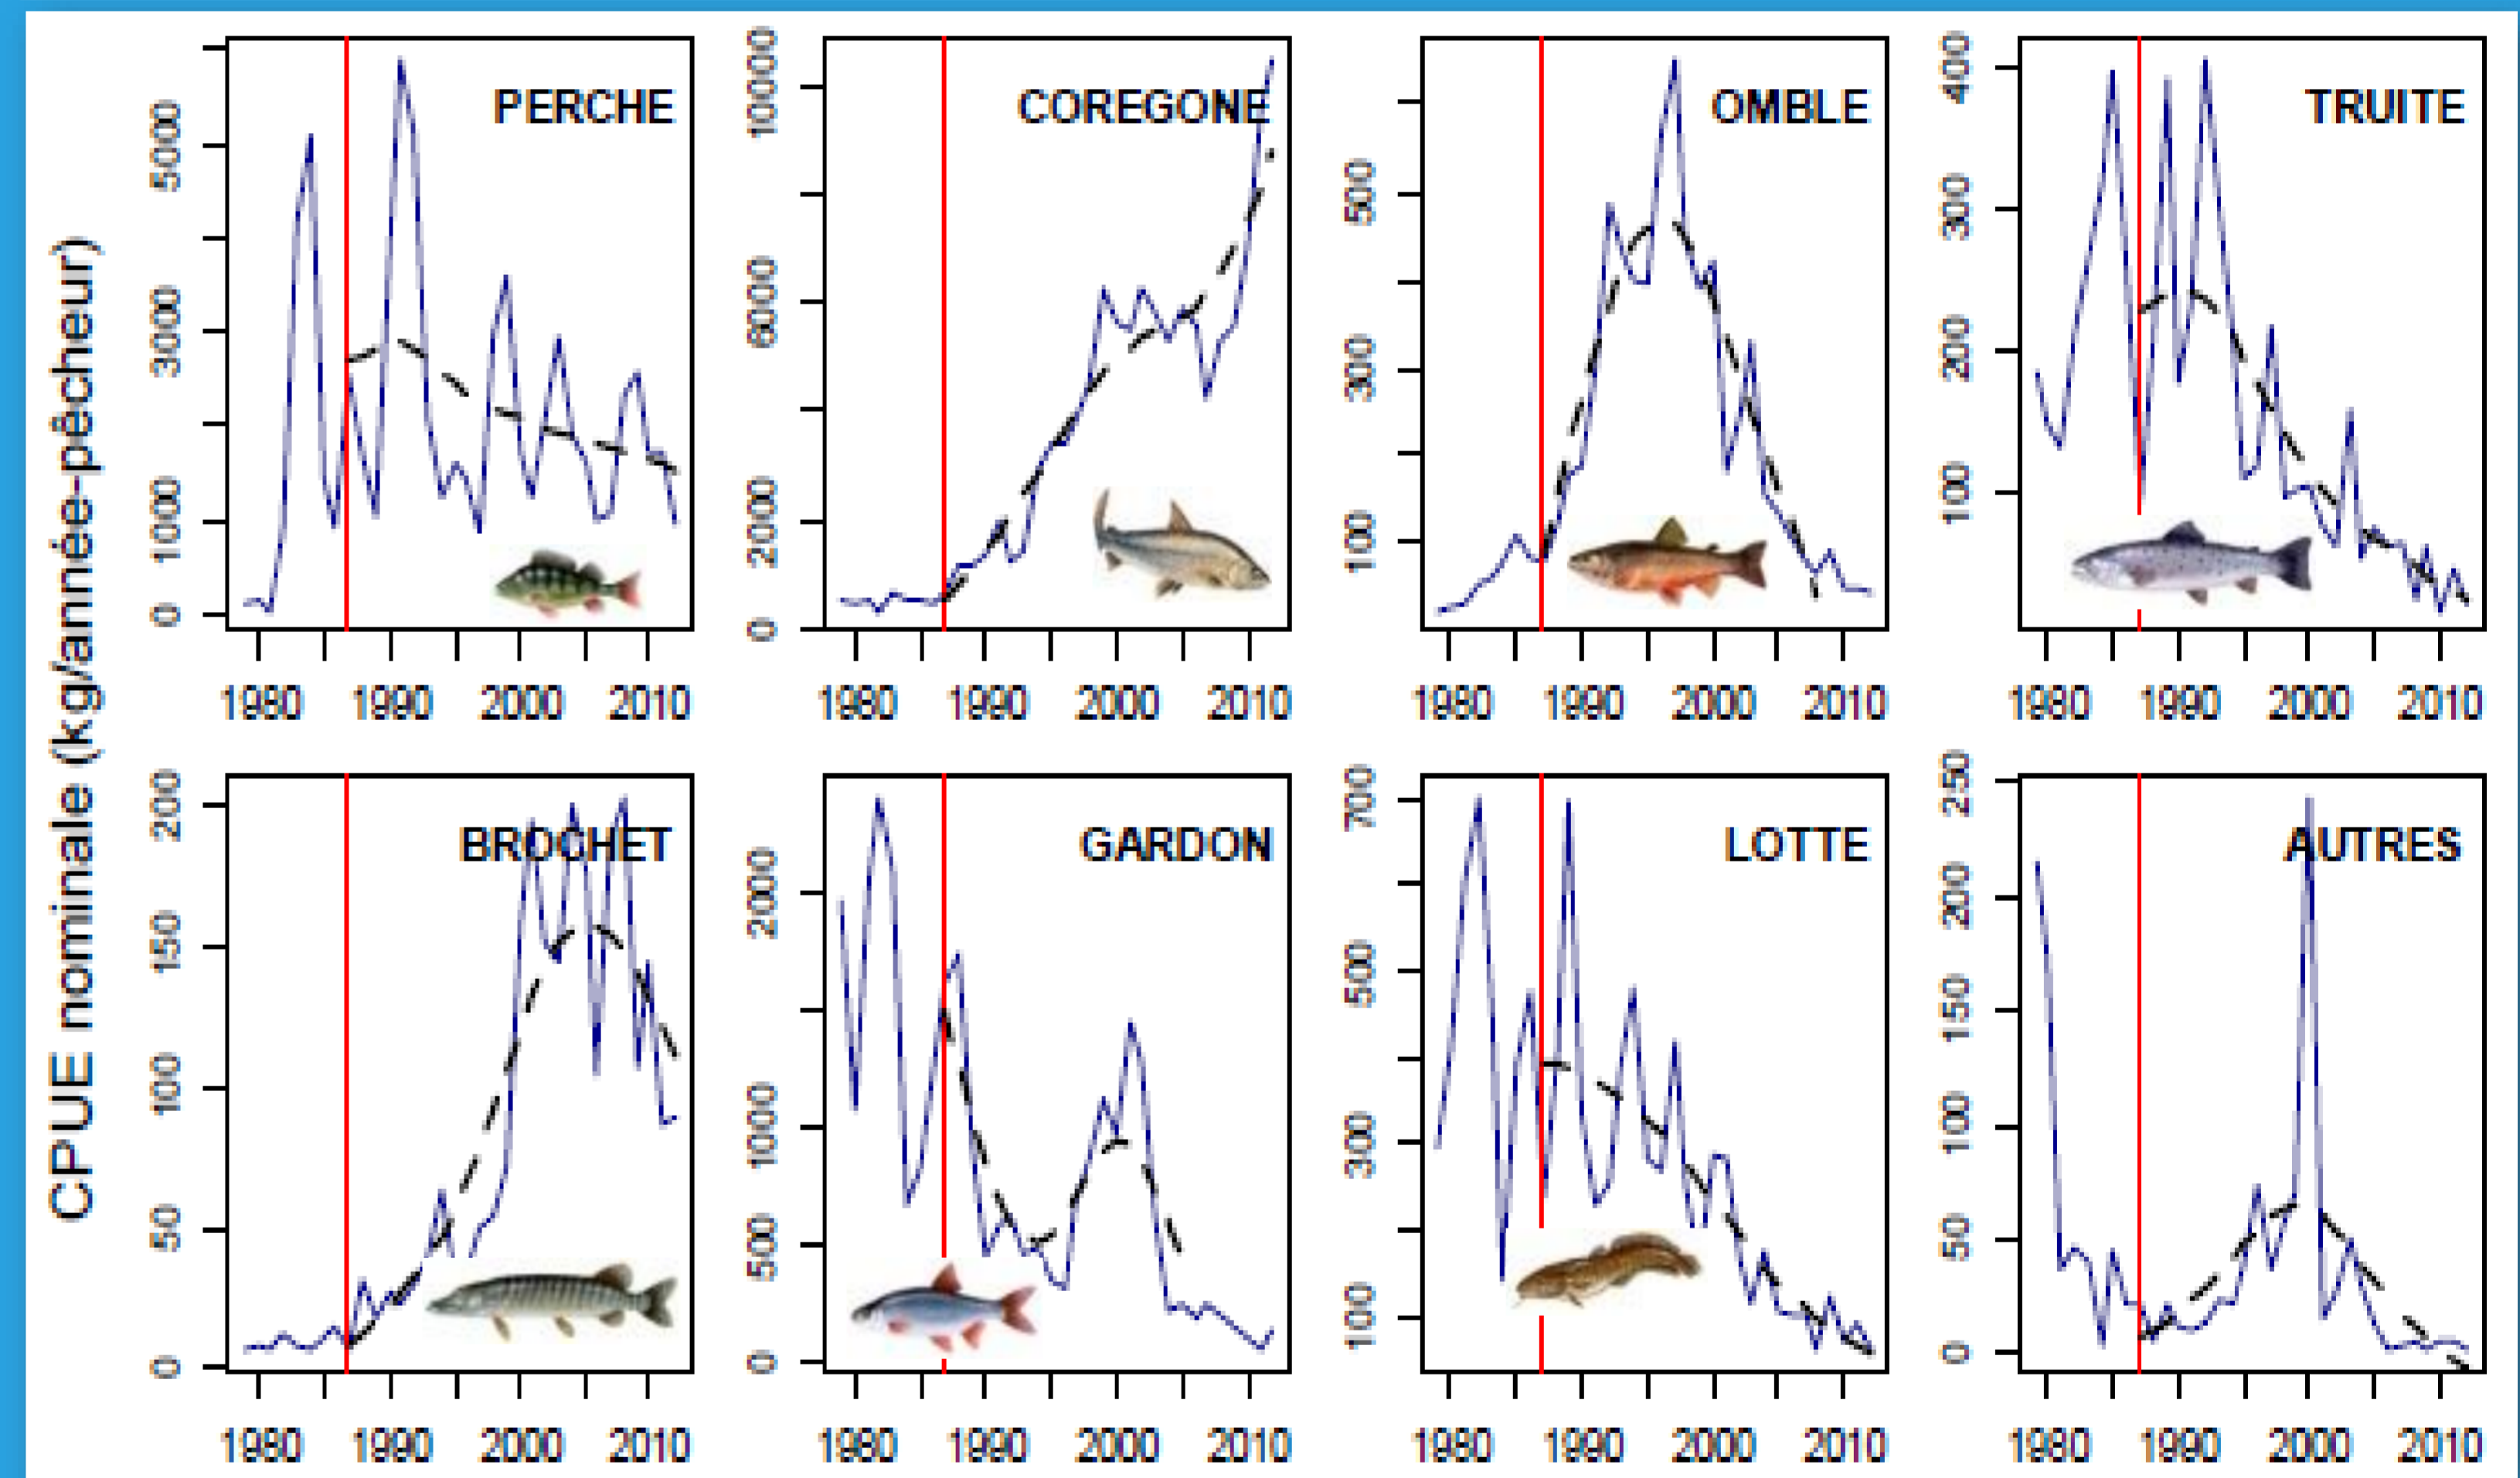 CPUE nominale (kg/année-pêcheur)
PERCHE
0 1000 3000 5000
1980 1990 2000 2010
COREGONE
0 2000 6000 10000
1980 1990 2000 2010
OMBLE
100 300 500
1980 1990 2000 2010
TRUITE
100 200 300 400
1980 1990 2000 2010
BROCHET
0 50 100 150 200
1980 1990 2000 2010
GARDON
0 500 1000 2000
1980 1990 2000 2010
LOTTE
100 300 500 700
1980 1990 2000 2010
AUTRES
0 50 100 150 200 250
1980 1990 2000 2010